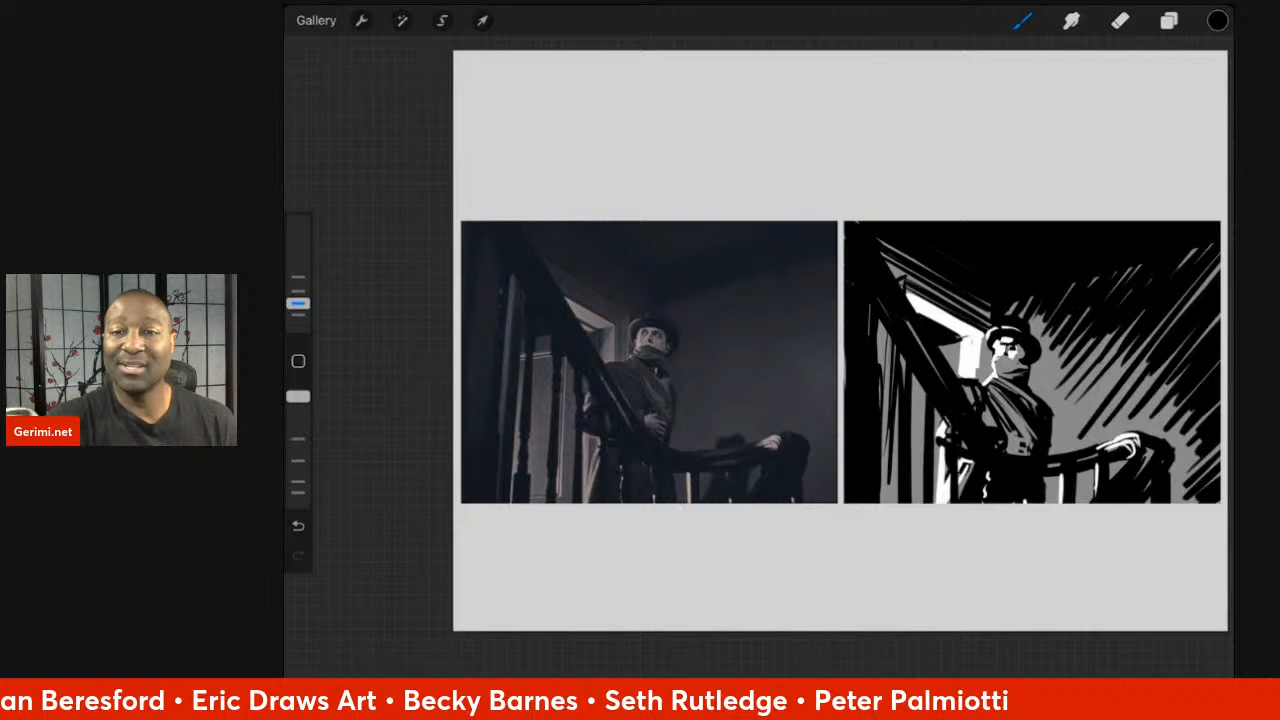 Gallery
Gerimi.net
an Beresford • Eric Draws Art • Becky Barnes • Seth Rutledge • Peter Palmiotti